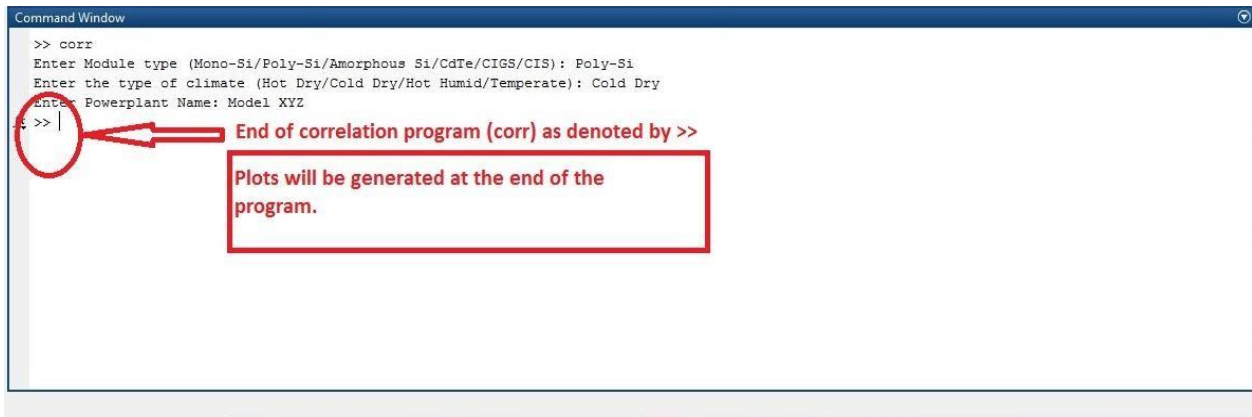 Command Window
>> corr
Enter Module type (Mono-Si/Poly-Si/Amorphous Si/CdTe/CIGS/CIS): Poly-Si
Enter the type of climate (Hot Dry/Cold Dry/Hot Humid/Temperate): Cold Dry
Enter Powerplant Name: Model XYZ
>>
End of correlation program (corr) as denoted by >>
Plots will be generated at the end of the
program.